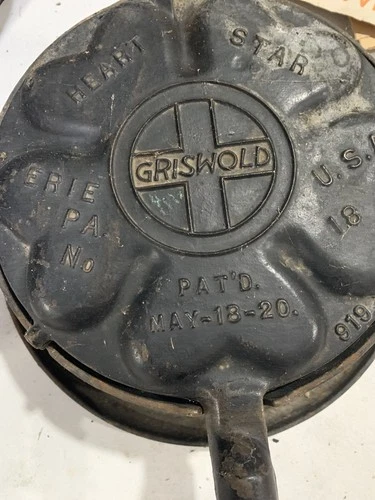 HEART STAR
GRISWOLD
ERIE
PA.
No
U.S.A
18
PAT'D.
MAY-18-20.
919